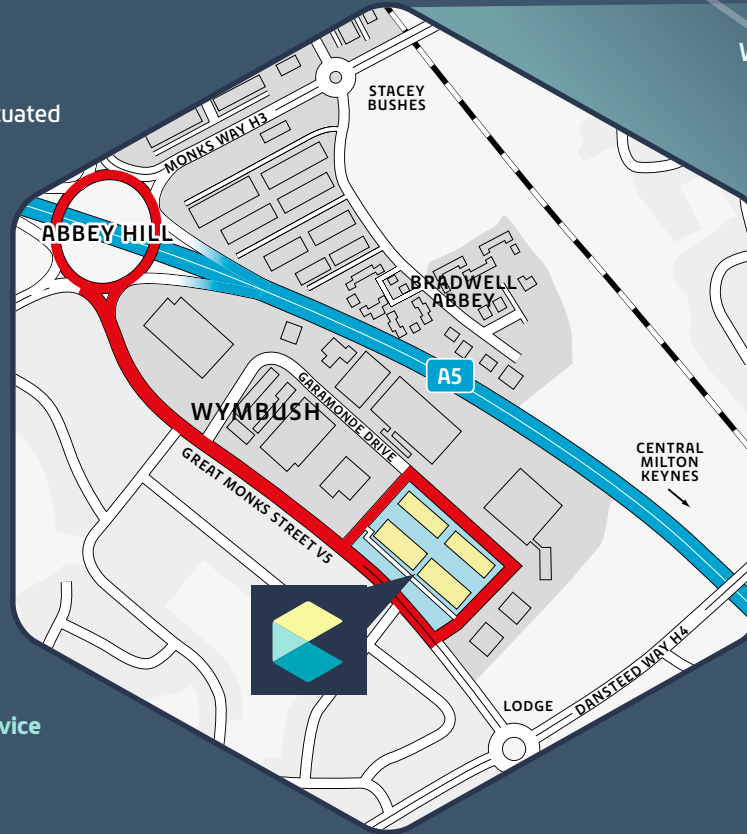 W
uated
STACEY
BUSHES
MONKS WAY H3
ABBEY HILL
BRADWELL
ABBEY
A5
GARAMONDE DRIVE
WYMBUSH
CENTRAL
MILTON
KEYNES
GREAT MONKS STREET V5
DANSTEED WAY H4
LODGE
vice